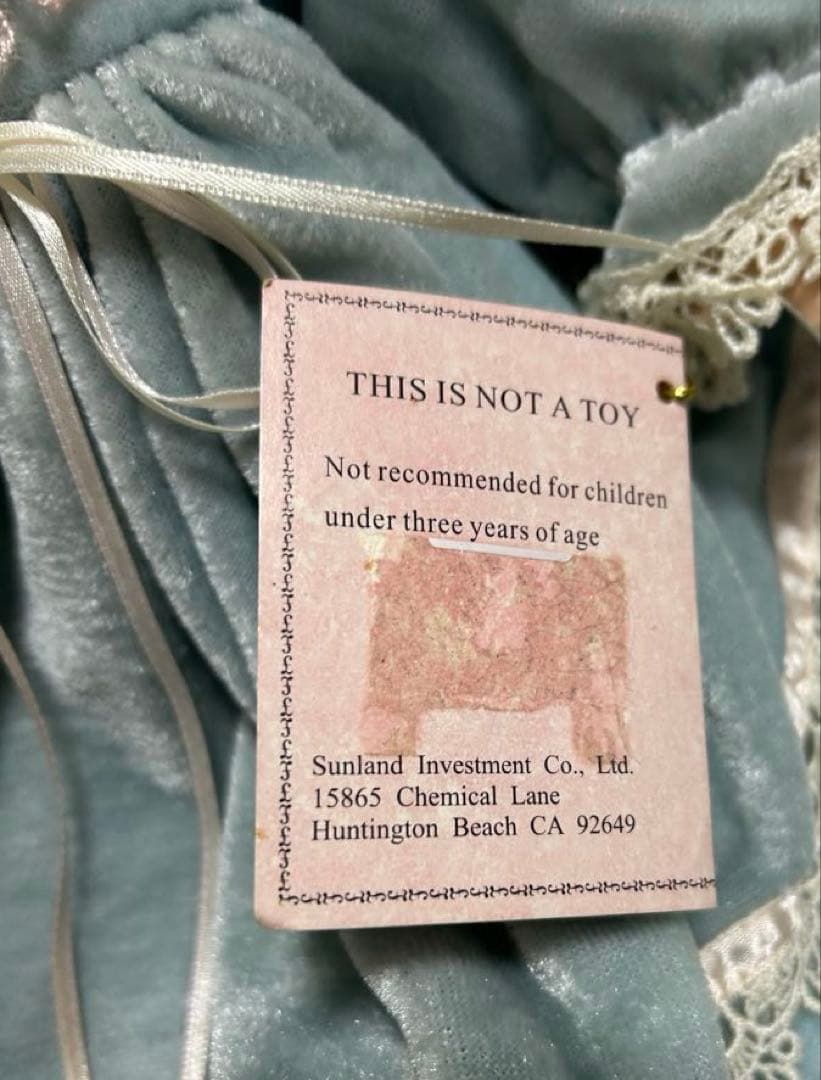 THIS IS NOT A TOY
Not recommended for children
under three years of age
Sunland Investment Co., Ltd.
15865 Chemical Lane
Huntington Beach CA 92649